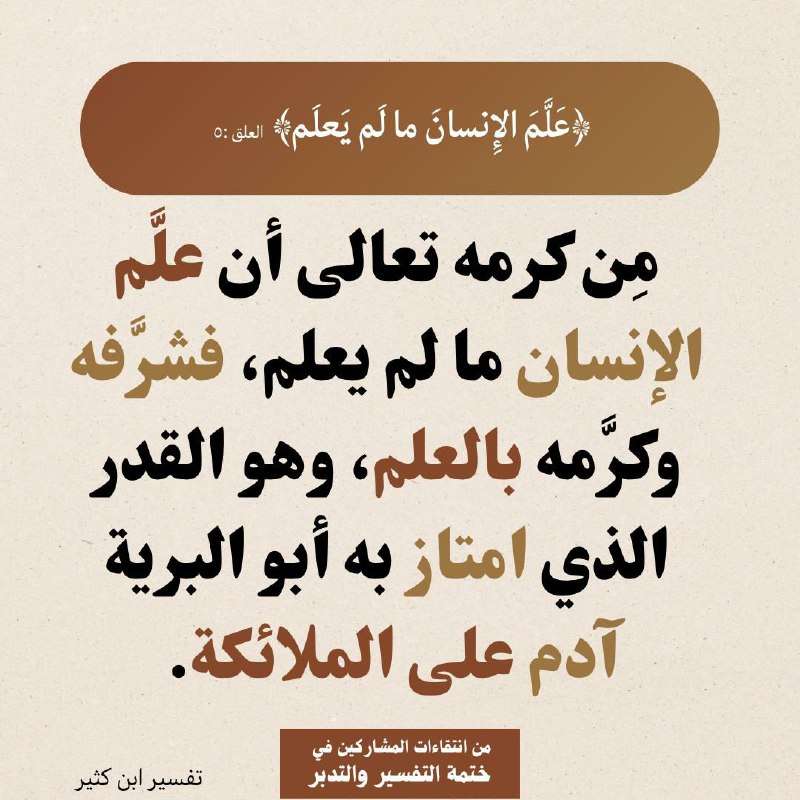 ﴿عَلَّمَ الإِنسانَ ما لَم يَعلَم﴾ العلق :٥
مِن كرمه تعالى أن علَّم
الإنسان ما لم يعلم، فشرَّفه
وكرَّمه بالعلم، وهو القدر
الذي امتاز به أبو البرية
آدم على الملائكة.
من انتقاءات المشاركين في
ختمة التفسير والتدبر
تفسير ابن كثير